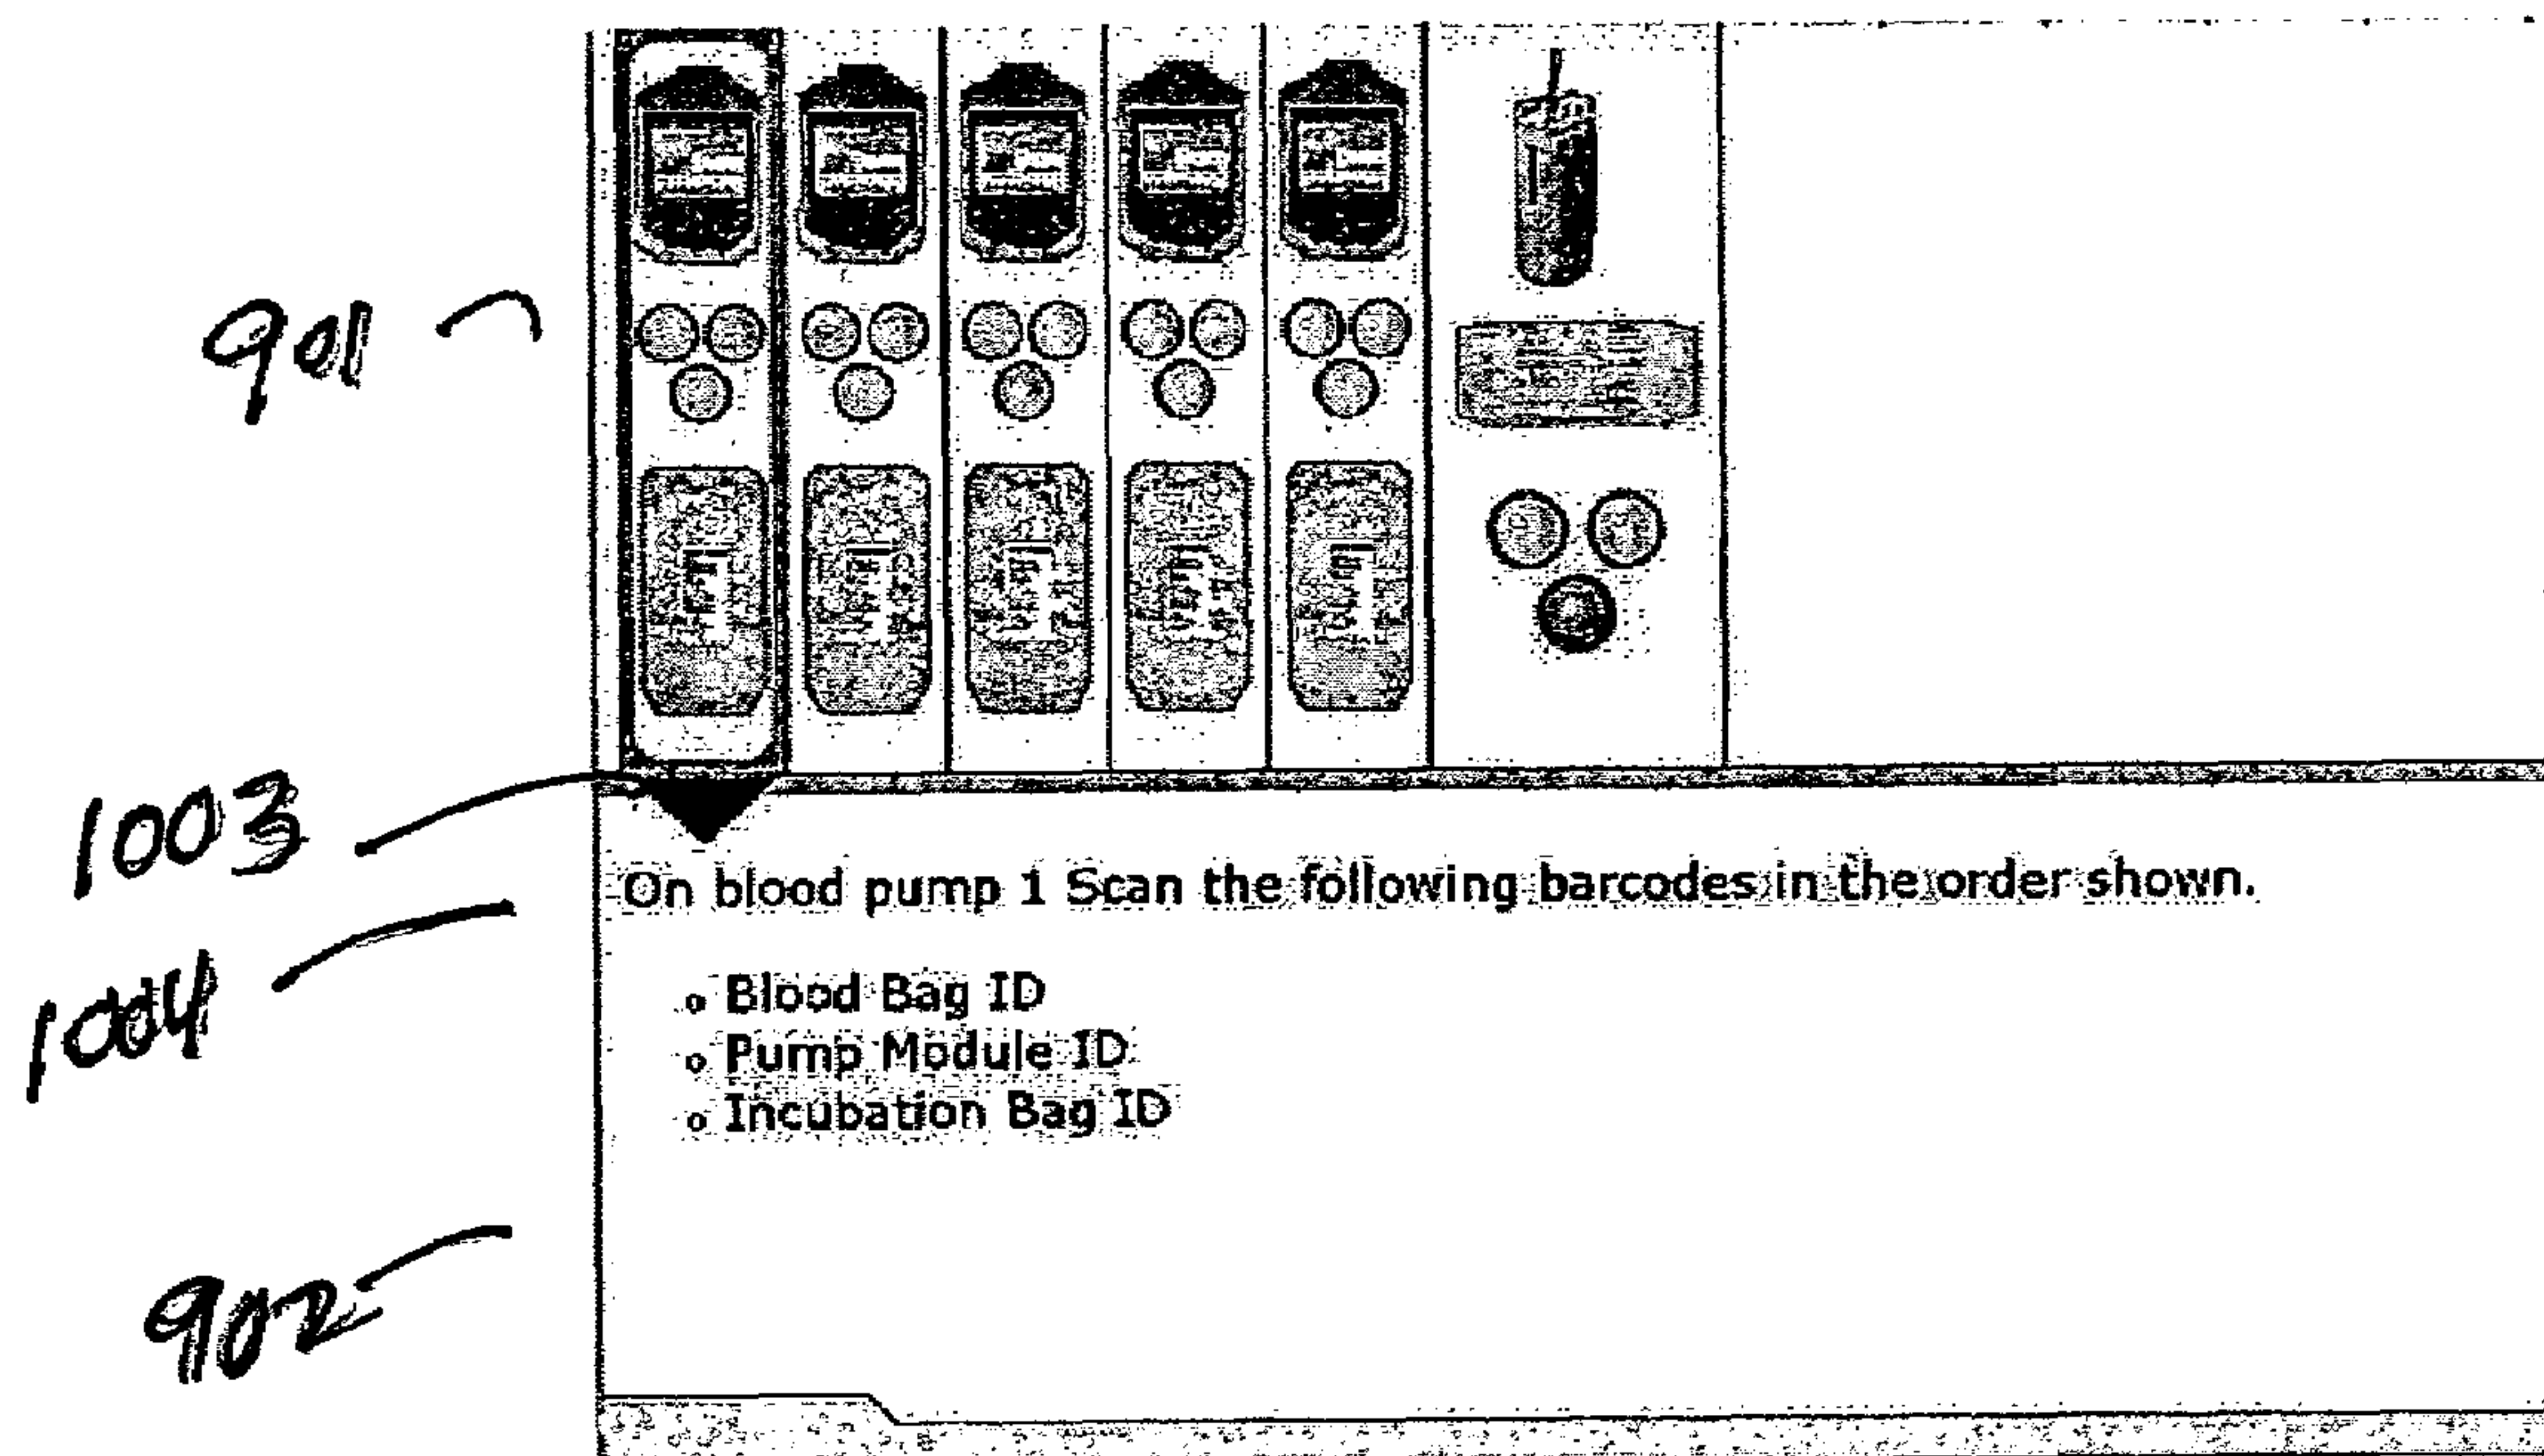 901
1003
On blood pump 1 Scan the following barcodes in the order shown.
1004
o Blood Bag ID
o Pump Module ID
o Incubation Bag ID
902